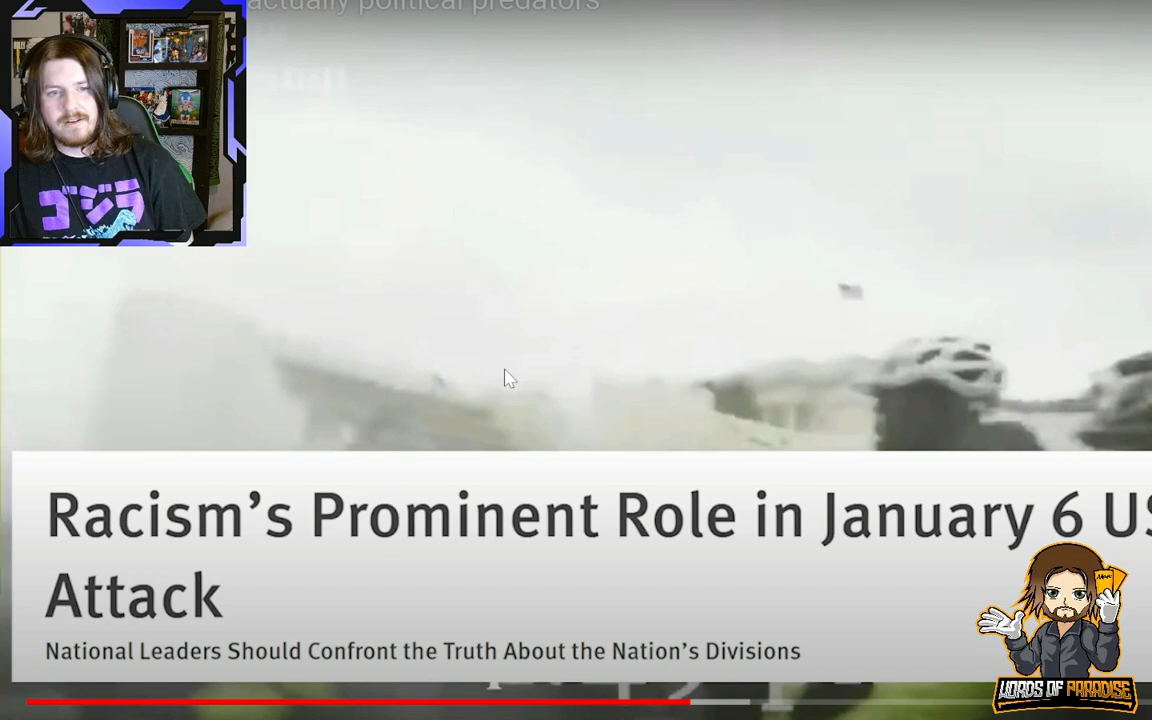 actually political predators
ゴジラ
Racism's Prominent Role in January 6 US
Attack
National Leaders Should Confront the Truth About the Nation's Divisions
WORDS OF PARADISE